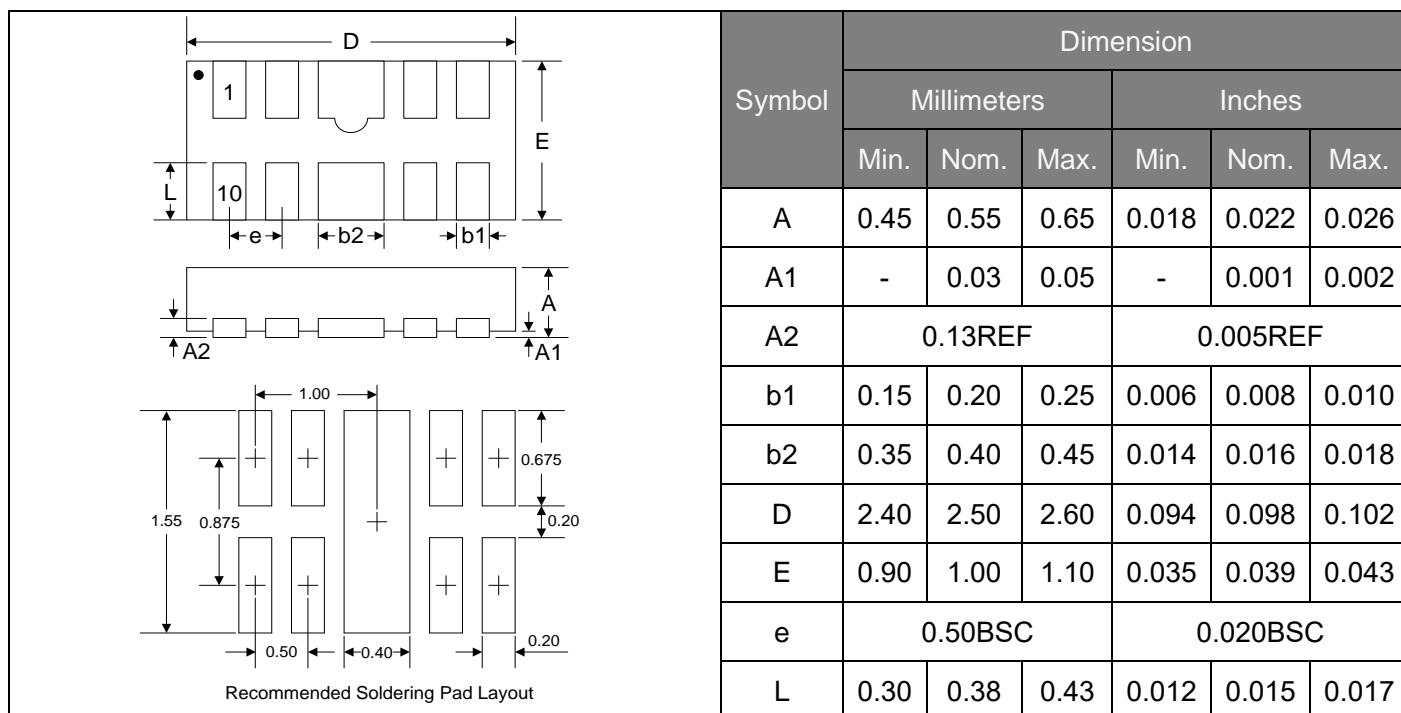 D
1
E
L
10
e
b2
b1
A
A2
A1
1.00
0.675
1.55
0.875
0.20
0.50
0.40
0.20
Recommended Soldering Pad Layout
Symbol
Dimension
Millimeters Inches
Min. Nom. Max. Min. Nom. Max.
A 0.45 0.55 0.65 0.018 0.022 0.026
A1 - 0.03 0.05 - 0.001 0.002
A2 0.13REF 0.005REF
b1 0.15 0.20 0.25 0.006 0.008 0.010
b2 0.35 0.40 0.45 0.014 0.016 0.018
D 2.40 2.50 2.60 0.094 0.098 0.102
E 0.90 1.00 1.10 0.035 0.039 0.043
e 0.50BSC 0.020BSC
L 0.30 0.38 0.43 0.012 0.015 0.017